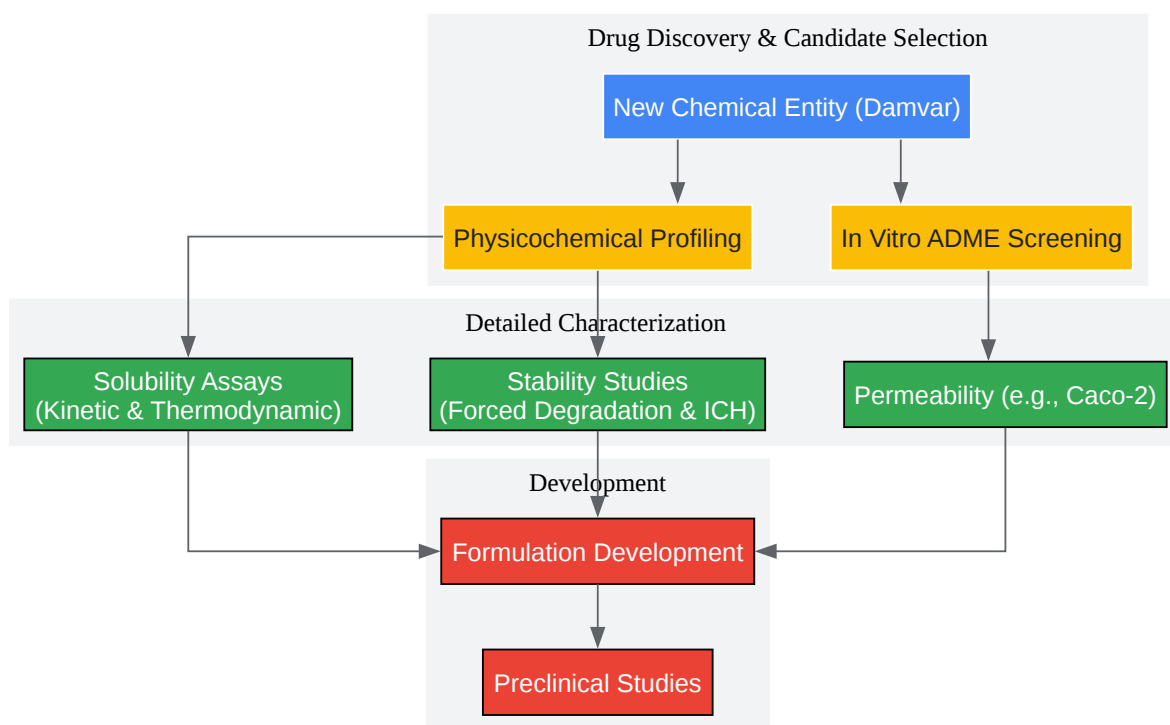 Drug Discovery & Candidate Selection
New Chemical Entity (Damvar)
Physicochemical Profiling
In Vitro ADME Screening
Detailed Characterization
Solubility Assays
(Kinetic & Thermodynamic)
Stability Studies
(Forced Degradation & ICH)
Permeability (e.g., Caco-2)
Development
Formulation Development
Preclinical Studies